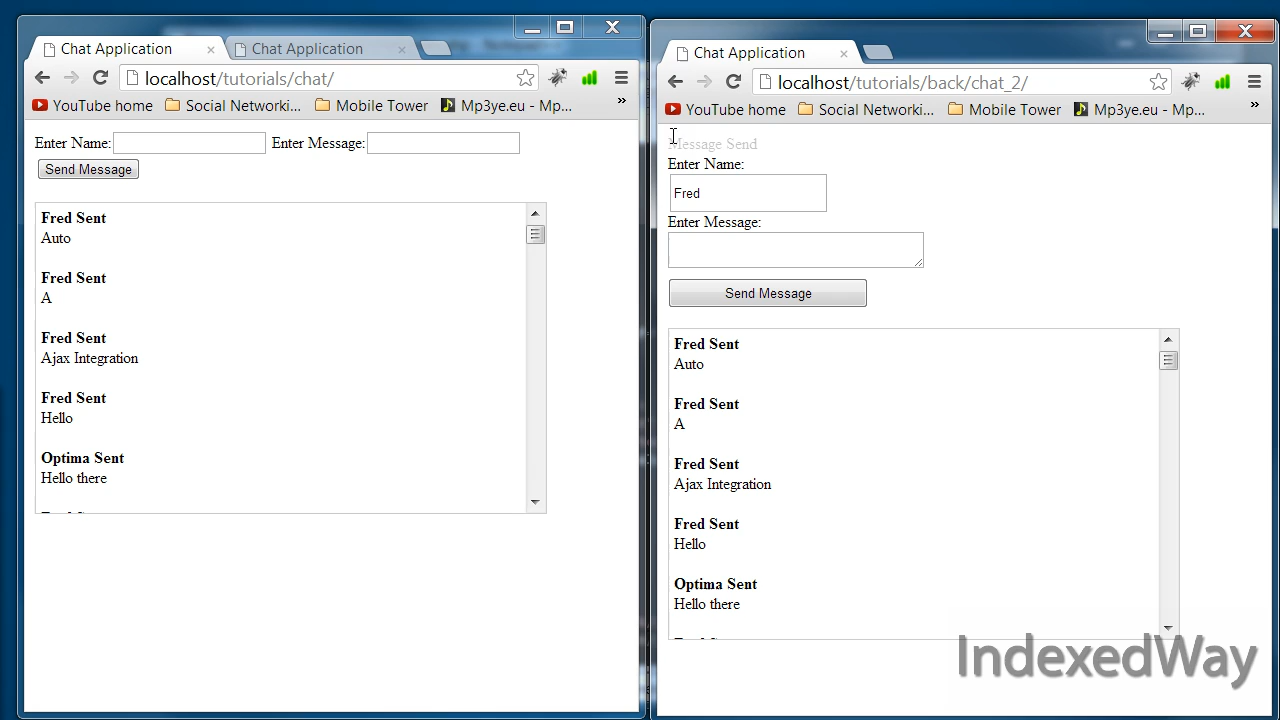 Chat Application
Chat Application
localhost/tutorials/chat/
YouTube home
Social Networki...
Mobile Tower
Mp3ye.eu - Mp...
»
Enter Name:
Enter Message:
Send Message
Fred Sent
Auto
Fred Sent
A
Fred Sent
Ajax Integration
Fred Sent
Hello
Optima Sent
Hello there
Chat Application
localhost/tutorials/back/chat_2/
YouTube home
Social Networki...
Mobile Tower
Mp3ye.eu - Mp...
»
Message Send
Enter Name:
Fred
Enter Message:
Send Message
Fred Sent
Auto
Fred Sent
A
Fred Sent
Ajax Integration
Fred Sent
Hello
Optima Sent
Hello there
IndexedWay